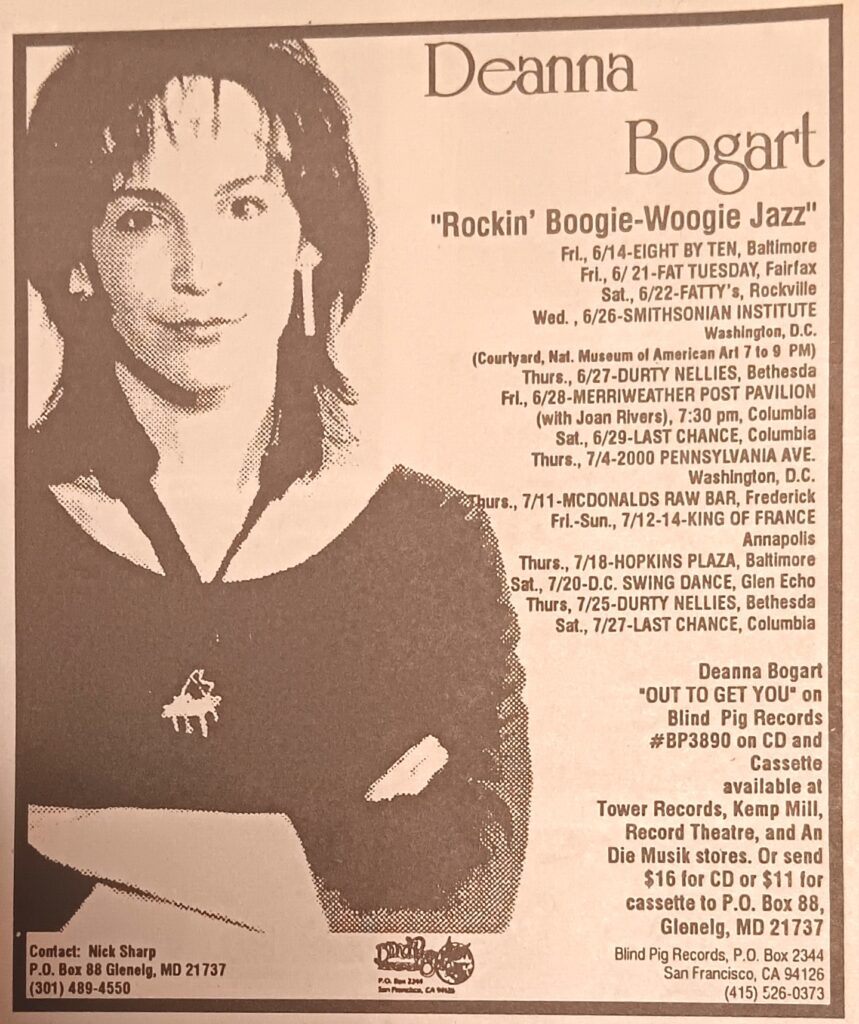 Deanna
Bogart
"Rockin' Boogie-Woogie Jazz"
Fri., 6/14-EIGHT BY TEN, Baltimore
Fri., 6/ 21-FAT TUESDAY, Fairfax
Sat., 6/22-FATTY's, Rockville
Wed. , 6/26-SMITHSONIAN INSTITUTE
Washington, D.C.
(Courtyard, Nat. Museum of American Art 7 to 9 PM)
Thurs., 6/27-DURTY NELLIES, Bethesda
Fri., 6/28-MERRIWEATHER POST PAVILION
(with Joan Rivers), 7:30 pm, Columbia
Sat., 6/29-LAST CHANCE, Columbia
Thurs., 7/4-2000 PENNSYLVANIA AVE.
Washington, D.C.
Thurs., 7/11-MCDONALDS RAW BAR, Frederick
Fri.-Sun., 7/12-14-KING OF FRANCE
Annapolis
Thurs., 7/18-HOPKINS PLAZA, Baltimore
Sat., 7/20-D.C. SWING DANCE, Glen Echo
Thurs, 7/25-DURTY NELLIES, Bethesda
Sat., 7/27-LAST CHANCE, Columbia
Deanna Bogart
"OUT TO GET YOU" on
Blind Pig Records
#BP3890 on CD and
Cassette
available at
Tower Records, Kemp Mill,
Record Theatre, and An
Die Musik stores. Or send
$16 for CD or $11 for
cassette to P.O. Box 88,
Glenelg, MD 21737
Contact: Nick Sharp
P.O. Box 88 Glenelg, MD 21737
(301) 489-4550
Blind Pig
P.O. Box 2344
San Francisco, CA 94126
Blind Pig Records, P.O. Box 2344
San Francisco, CA 94126
(415) 526-0373